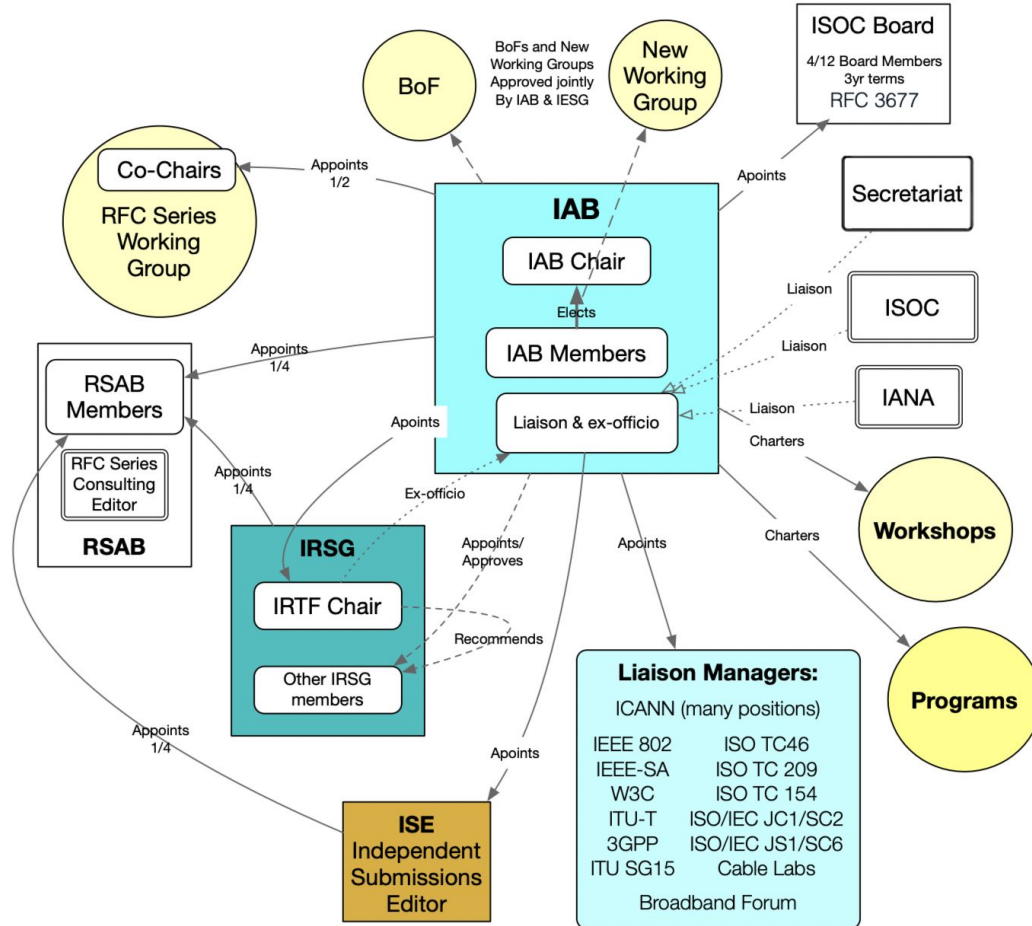 BoF
BoFs and New
Working Groups
Approved jointly
By IAB & IESG
New
Working
Group
ISOC Board
4/12 Board Members
3yr terms
RFC 3677
Co-Chairs
RFC Series
Working
Group
Appoints
1/2
Apoints
IAB
IAB Chair
Elects
IAB Members
Liaison & ex-officio
Secretariat
Liaison
ISOC
Liaison
IANA
Liaison
Charters
Appoints
1/4
RSAB
Members
RFC Series
Consulting
Editor
RSAB
Appoints
1/4
Apoints
Ex-officio
Appoints/
Approves
Apoints
Charters
Workshops
Programs
IRSG
IRTF Chair
Recommends
Other IRSG
members
Appoints
1/4
Apoints
ISE
Independent
Submissions
Editor
Liaison Managers:
ICANN (many positions)
IEEE 802 ISO TC46
IEEE-SA ISO TC 209
W3C ISO TC 154
ITU-T ISO/IEC JC1/SC2
3GPP ISO/IEC JS1/SC6
ITU SG15 Cable Labs
Broadband Forum